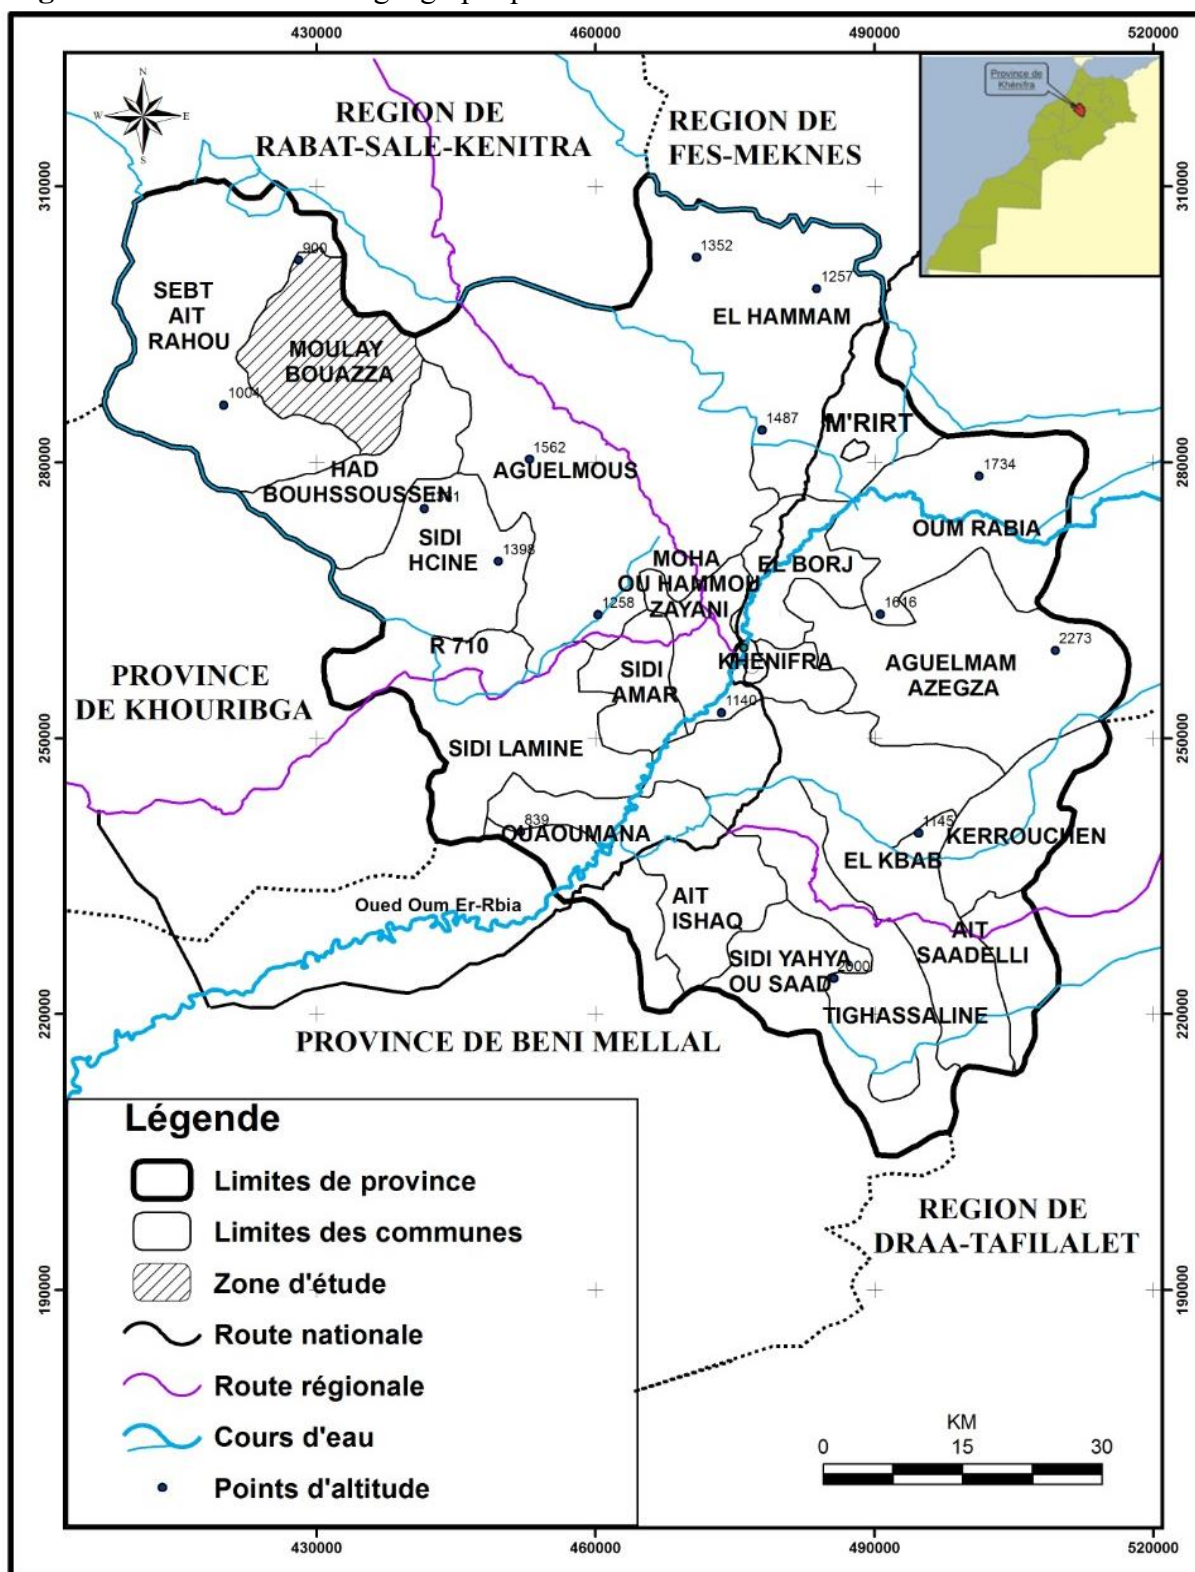 430000
460000
490000
520000
Province de
Khénifra
N
W
E
S
REGION DE
RABAT-SALE-KENITRA
REGION DE
FES-MEKNES
310000
310000
900
1352
1257
SEBT
AIT
RAHOU
EL HAMMAM
MOULAY
BOUAZZA
1004
1487
M'RIRT
280000
280000
1562
AGUELMOUS
1734
HAD
BOUHSSOUSSEN
OUM RABIA
SIDI
HCINE
1398
MOHA
OU HAMMOU
ZAYANI
EL BORJ
1258
1616
R 710
KHENIFRA
2273
SIDI
AMAR
AGUELMAM
AZEGZA
PROVINCE
DE KHOURIBGA
1140
250000
250000
SIDI LAMINE
839
OUAOUMANA
1145
KERROUCHEN
EL KBAB
Oued Oum Er-Rbia
AIT
ISHAQ
AIT
SAADELLI
SIDI YAHYA
OU SAAD
2000
TIGHASSALINE
220000
220000
PROVINCE DE BENI MELLAL
Légende
Limites de province
Limites des communes
Zone d'étude
Route nationale
Route régionale
Cours d'eau
Points d'altitude
REGION DE
DRAA-TAFILALET
190000
190000
KM
0
15
30
430000
460000
490000
520000